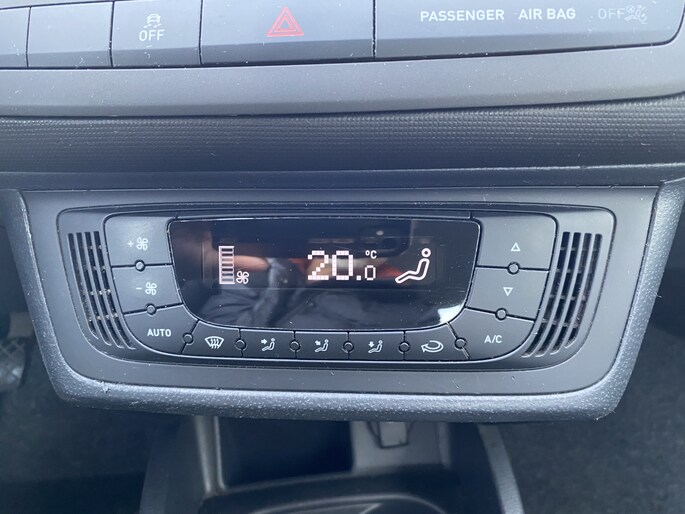 OFF
PASSENGER AIR BAG OFF
+
20.0 °C
-
AUTO
A/C